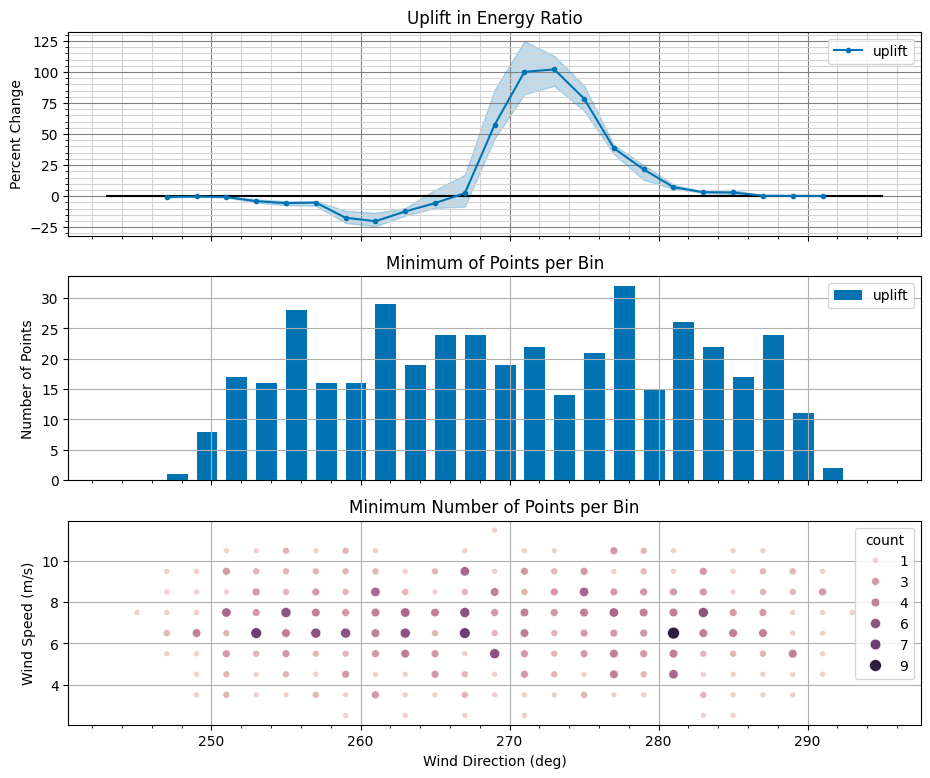 Uplift in Energy Ratio
Percent Change
125
100
75
50
25
0
−25
uplift
Minimum of Points per Bin
Number of Points
30
25
20
15
10
5
0
uplift
Minimum Number of Points per Bin
Wind Speed (m/s)
10
8
6
4
count
1
3
4
6
7
9
250 260 270 280 290
Wind Direction (deg)